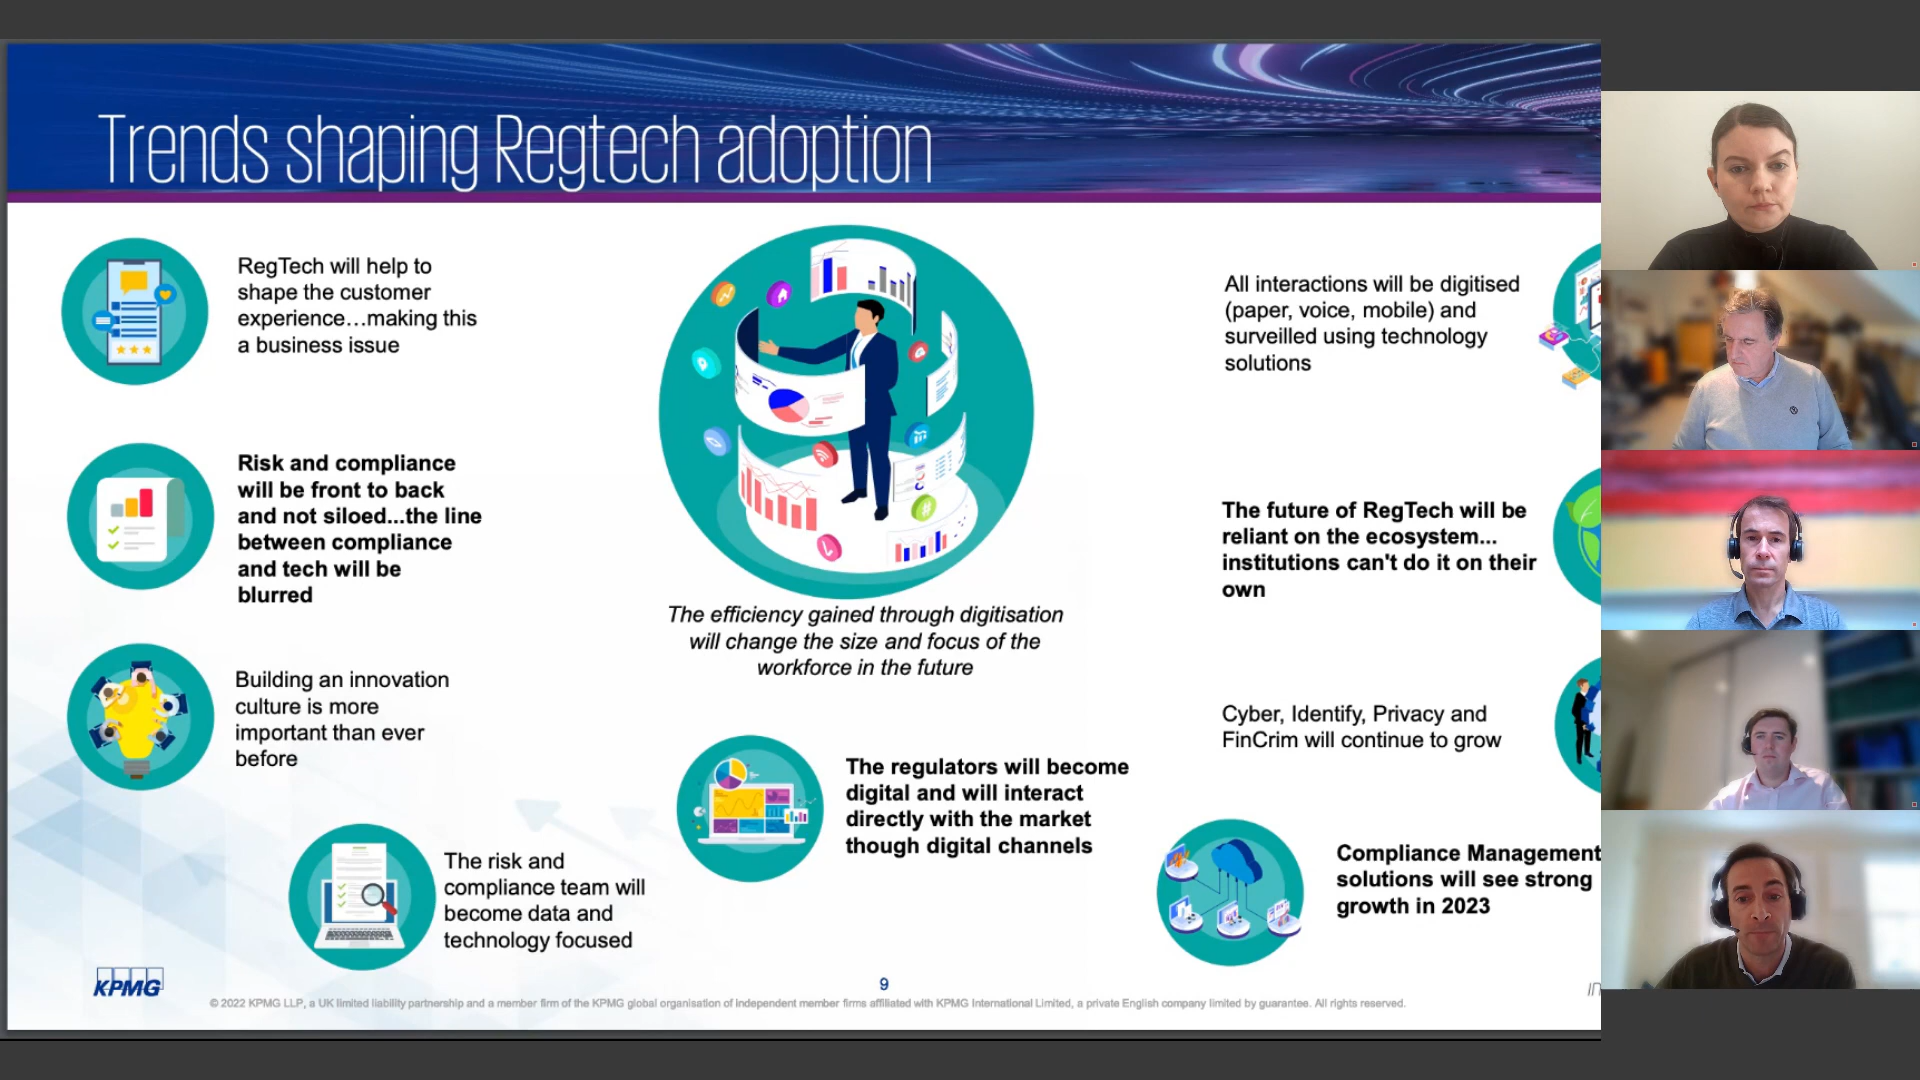 Trends shaping Regtech adoption
RegTech will help to
shape the customer
experience…making this
a business issue
Risk and compliance
will be front to back
and not siloed...the line
between compliance
and tech will be
blurred
Building an innovation
culture is more
important than ever
before
The risk and
compliance team will
become data and
technology focused
The efficiency gained through digitisation
will change the size and focus of the
workforce in the future
The regulators will become
digital and will interact
directly with the market
though digital channels
All interactions will be digitised
(paper, voice, mobile) and
surveilled using technology
solutions
The future of RegTech will be
reliant on the ecosystem...
institutions can't do it on their
own
Cyber, Identify, Privacy and
FinCrim will continue to grow
Compliance Management
solutions will see strong
growth in 2023
KPMG
9
© 2022 KPMG LLP, a UK limited liability partnership and a member firm of the KPMG global organisation of independent member firms affiliated with KPMG International Limited, a private English company limited by guarantee. All rights reserved.